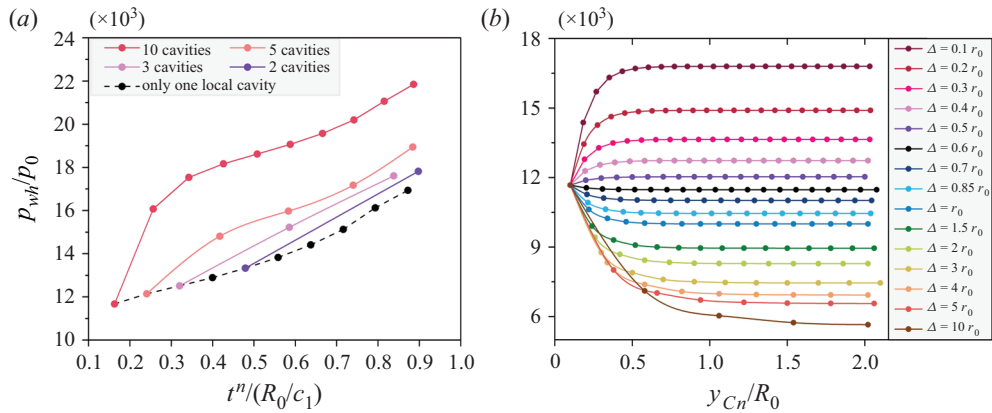 (a)
(×10³)
24
22
20
18
16
14
12
10
p_wh/p_0
10 cavities
5 cavities
3 cavities
2 cavities
only one local cavity
0.1 0.2 0.3 0.4 0.5 0.6 0.7 0.8 0.9 1.0
tⁿ/(R_0/c_1)
(b)
(×10³)
18
15
12
9
6
0 0.5 1.0 1.5 2.0
y_Cn/R_0
Δ = 0.1 r_0
Δ = 0.2 r_0
Δ = 0.3 r_0
Δ = 0.4 r_0
Δ = 0.5 r_0
Δ = 0.6 r_0
Δ = 0.7 r_0
Δ = 0.85 r_0
Δ = r_0
Δ = 1.5 r_0
Δ = 2 r_0
Δ = 3 r_0
Δ = 4 r_0
Δ = 5 r_0
Δ = 10 r_0